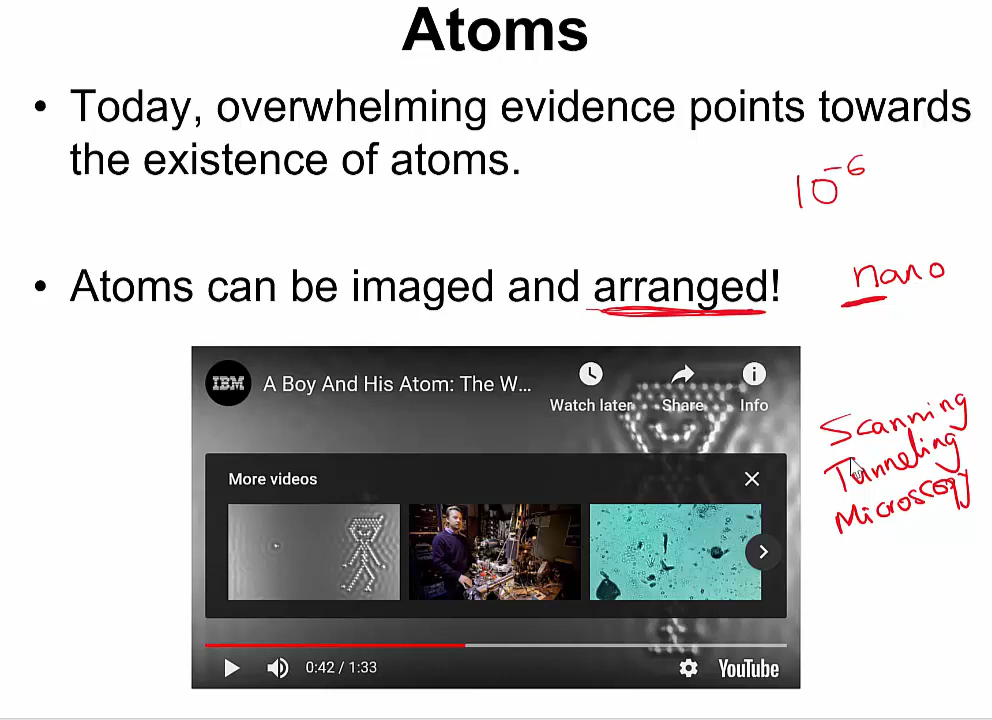 Atoms
• Today, overwhelming evidence points towards
the existence of atoms.
10⁻⁶
• Atoms can be imaged and arranged!
nano
IBM A Boy And His Atom: The W...
Watch later Share Info
Scanning
Tunneling
Microscopy
More videos
0:42 / 1:33
YouTube